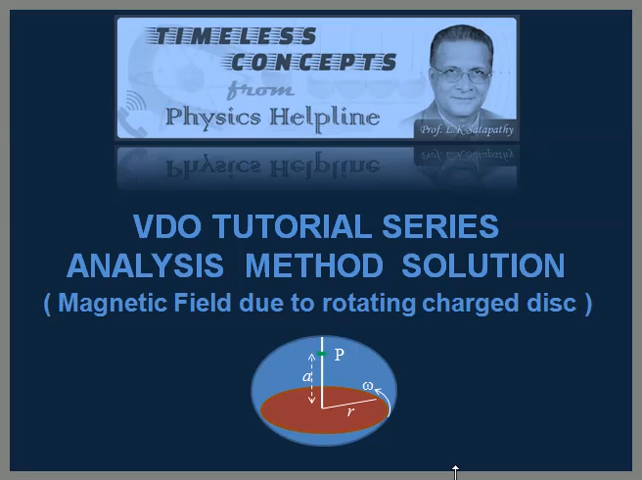 TIMELESS
CONCEPTS
from
Physics Helpline
Prof. L.K Satapathy
VDO TUTORIAL SERIES
ANALYSIS METHOD SOLUTION
( Magnetic Field due to rotating charged disc )
P
a
ω
r